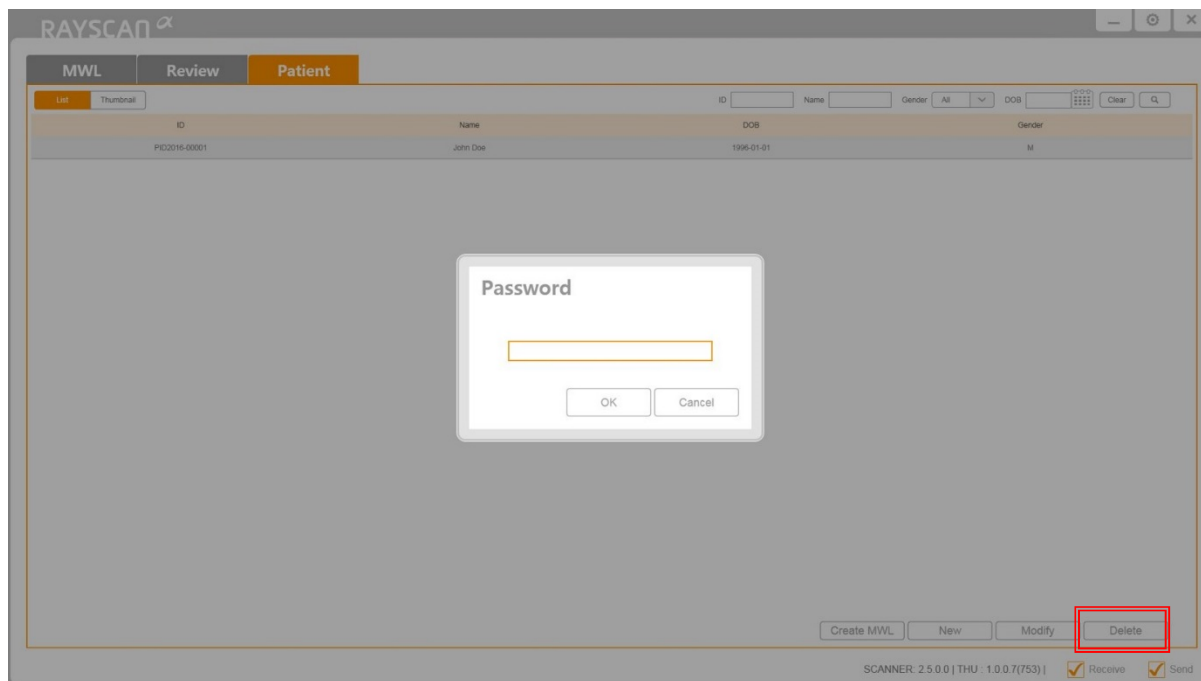 RAYSCAN α
MWL Review Patient
List Thumbnail ID Name Gender All DOB Clear
ID Name DOB Gender
PID2016-00001 John Doe 1996-01-01 M
Password
OK Cancel
Create MWL New Modify Delete
SCANNER: 2.5.0.0 | THU : 1.0.0.7(753) | Receive Send